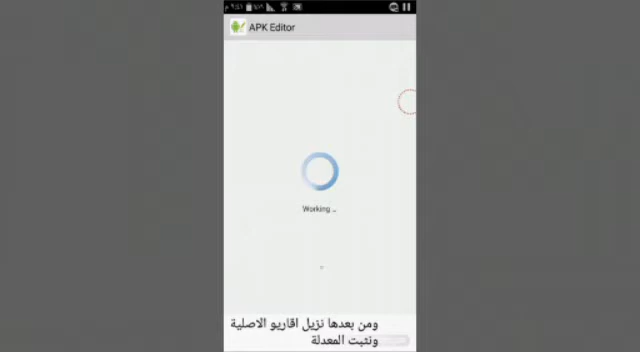 APK Editor
Working ..
ومن بعدها نزيل اقاريو الاصلية
ونثبت المعدلة